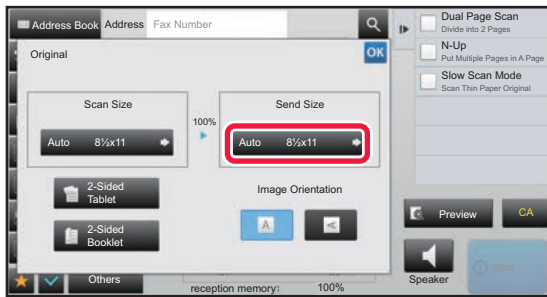 Address Book
Address
Fax Number
Original
OK
Scan Size
100%
Send Size
Auto 8½x11
Auto 8½x11
2-Sided
Tablet
2-Sided
Booklet
Image Orientation
A
A
Others
reception memory: 100%
Dual Page Scan
Divide into 2 Pages
N-Up
Put Multiple Pages in A Page
Slow Scan Mode
Scan Thin Paper Original
Preview
CA
Speaker
Start